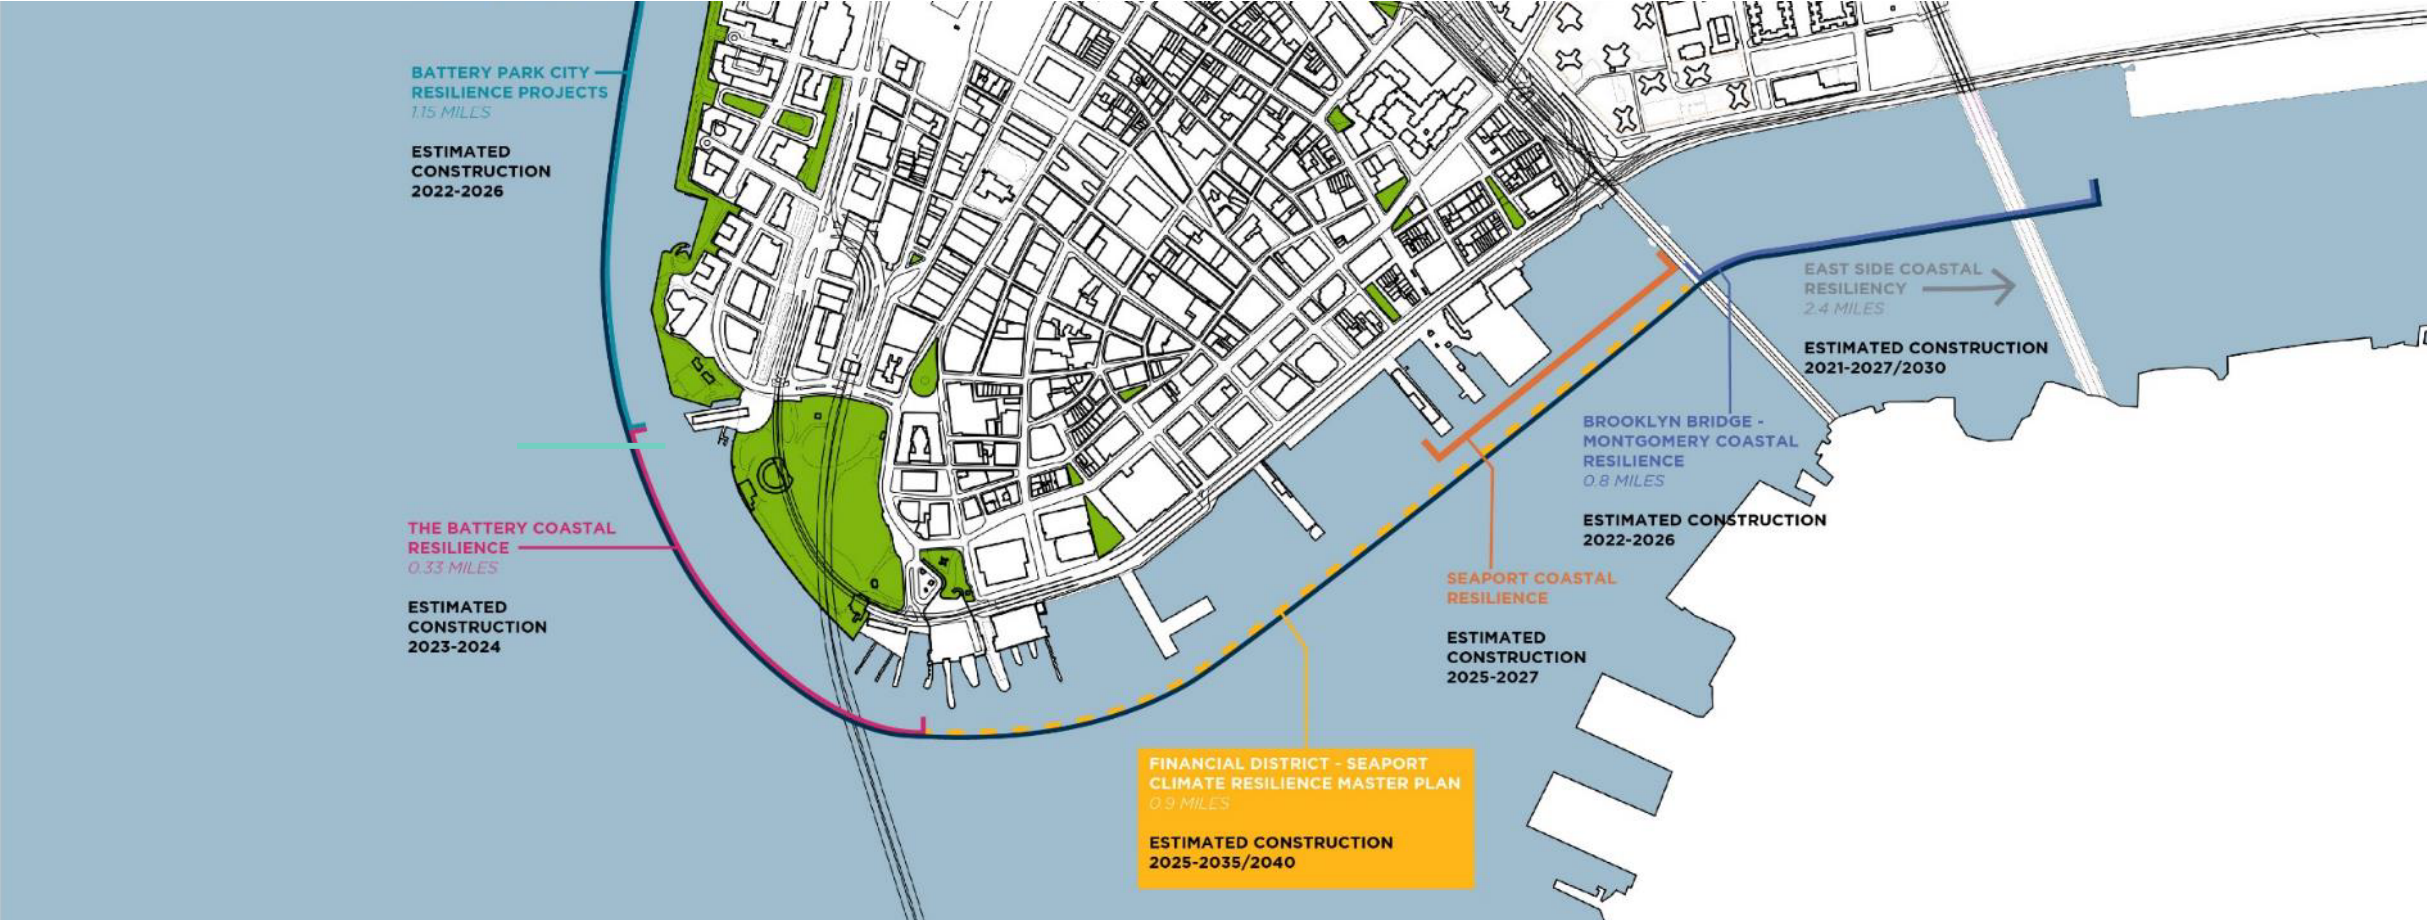 BATTERY PARK CITY
RESILIENCE PROJECTS
1.15 MILES
ESTIMATED
CONSTRUCTION
2022-2026
THE BATTERY COASTAL
RESILIENCE
0.33 MILES
ESTIMATED
CONSTRUCTION
2023-2024
FINANCIAL DISTRICT - SEAPORT
CLIMATE RESILIENCE MASTER PLAN
0.9 MILES
ESTIMATED CONSTRUCTION
2025-2035/2040
SEAPORT COASTAL
RESILIENCE
ESTIMATED
CONSTRUCTION
2025-2027
BROOKLYN BRIDGE -
MONTGOMERY COASTAL
RESILIENCE
0.8 MILES
ESTIMATED CONSTRUCTION
2022-2026
EAST SIDE COASTAL
RESILIENCY
2.4 MILES
ESTIMATED CONSTRUCTION
2021-2027/2030